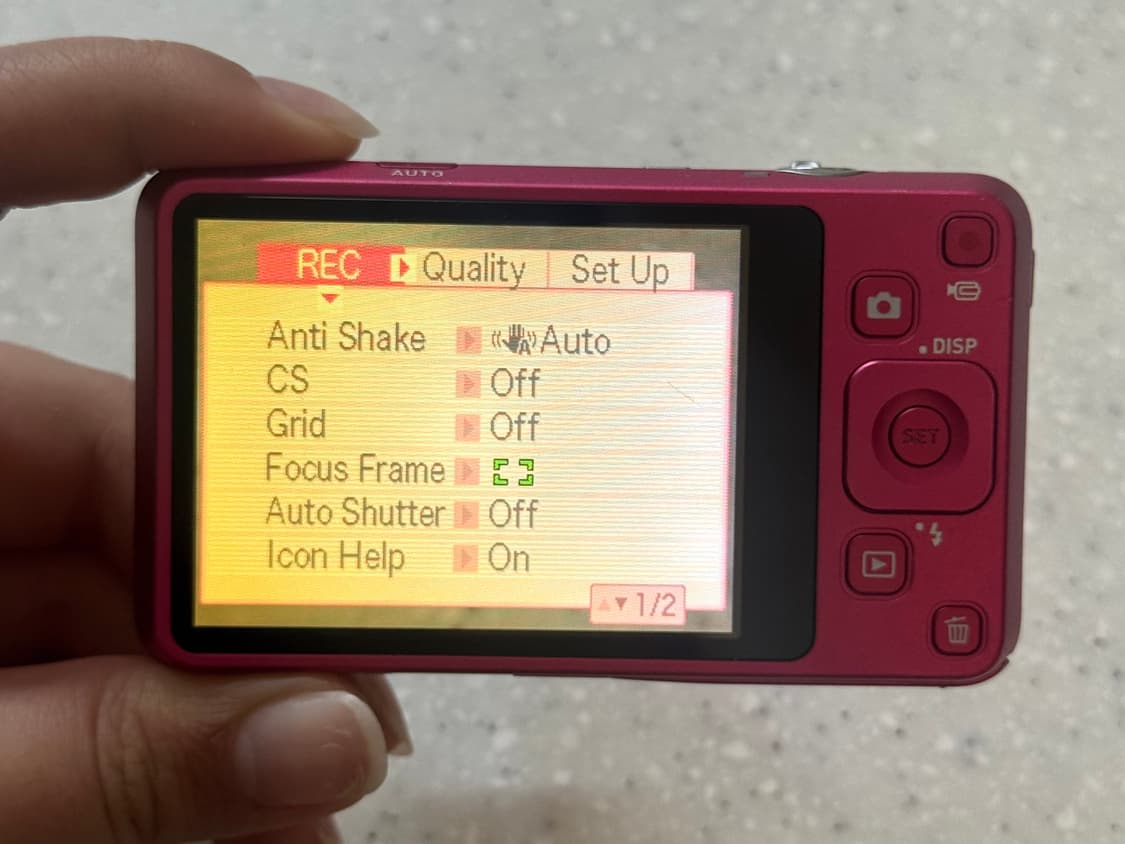 AUTO
REC Quality Set Up
Anti Shake Auto
CS Off
Grid Off
Focus Frame
Auto Shutter Off
Icon Help On
1/2
DISP
SET